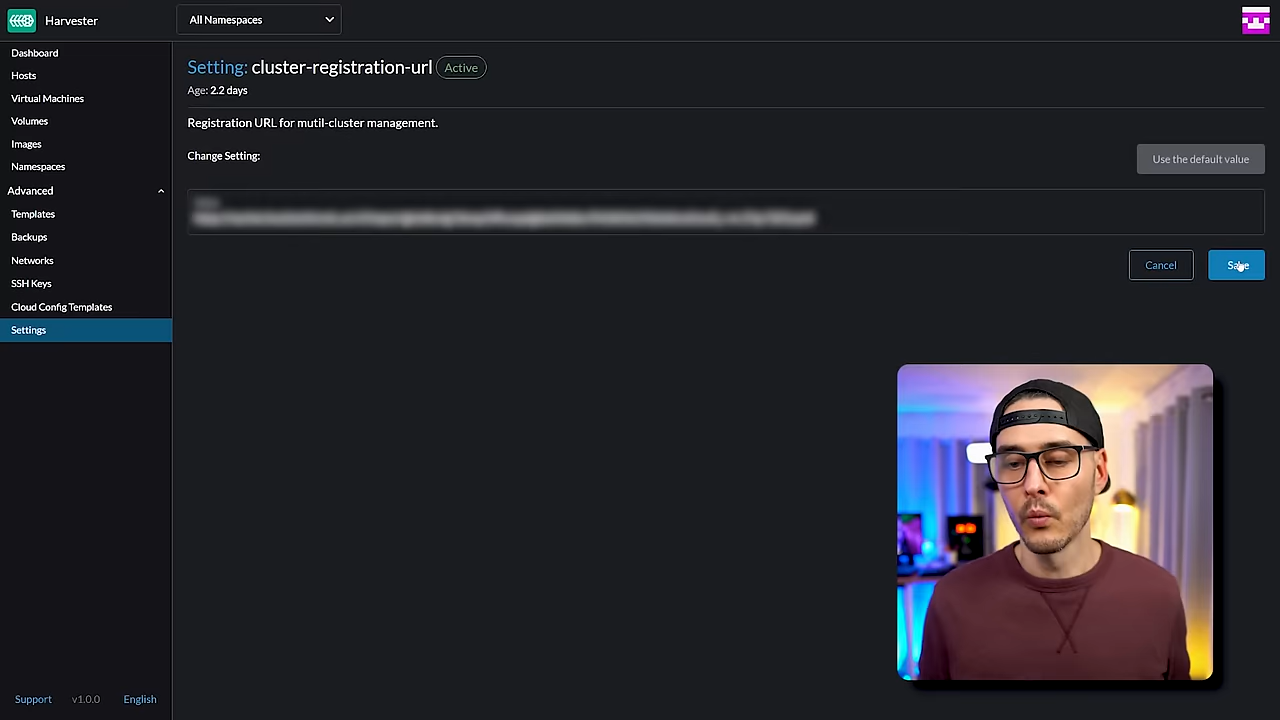 Harvester
All Namespaces
Dashboard
Hosts
Virtual Machines
Volumes
Images
Namespaces
Advanced
Templates
Backups
Networks
SSH Keys
Cloud Config Templates
Settings
Support v1.0.0 English
Setting: cluster-registration-url Active
Age: 2.2 days
Registration URL for mutil-cluster management.
Change Setting:
Use the default value
Cancel
Save